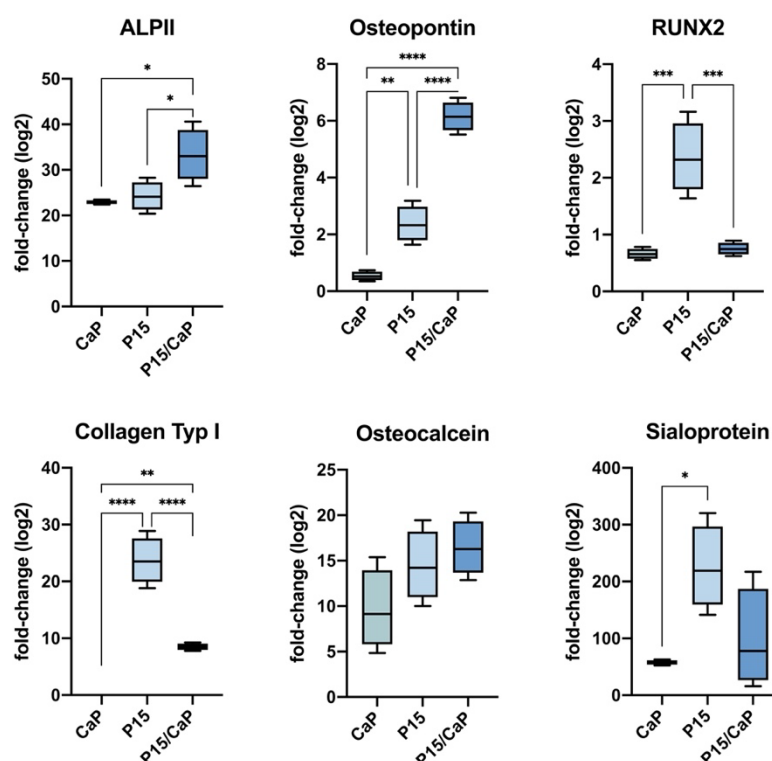 ALPII
Osteopontin
RUNX2
fold-change (log2)
50
40
30
20
10
0
*
*
CaP
P15
P15/CaP
fold-change (log2)
8
6
4
2
0
****
**
****
CaP
P15
P15/CaP
fold-change (log2)
4
3
2
1
0
***
***
CaP
P15
P15/CaP
Collagen Typ I
Osteocalcein
Sialoprotein
fold-change (log2)
40
30
20
10
0
**
****
****
CaP
P15
P15/CaP
fold-change (log2)
25
20
15
10
5
0
CaP
P15
P15/CaP
fold-change (log2)
400
300
200
100
0
*
CaP
P15
P15/CaP